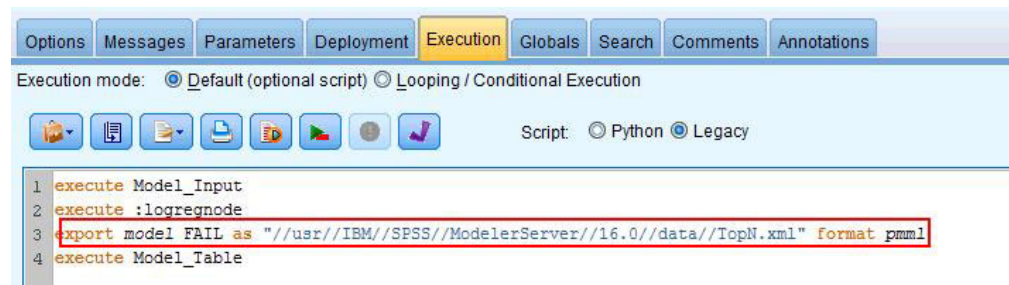 Options Messages Parameters Deployment Execution Globals Search Comments Annotations
Execution mode: Default (optional script) Looping / Conditional Execution
Script: Python Legacy
1 execute Model_Input
2 execute :logregnode
3 export model FAIL as "//usr//IBM//SPSS//ModelerServer//16.0//data//TopN.xml" format pmml
4 execute Model_Table